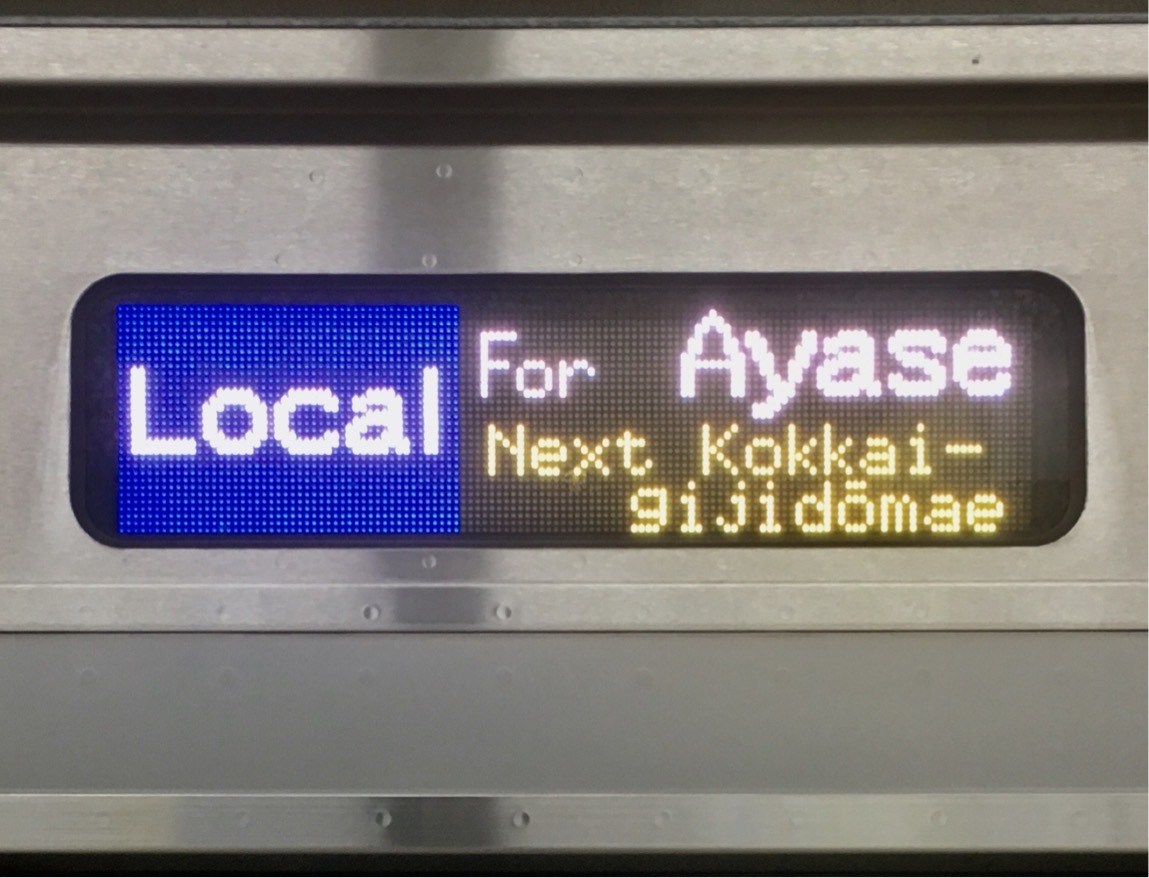 Local
For Ayase
Next Kokkai-
gijidōmae